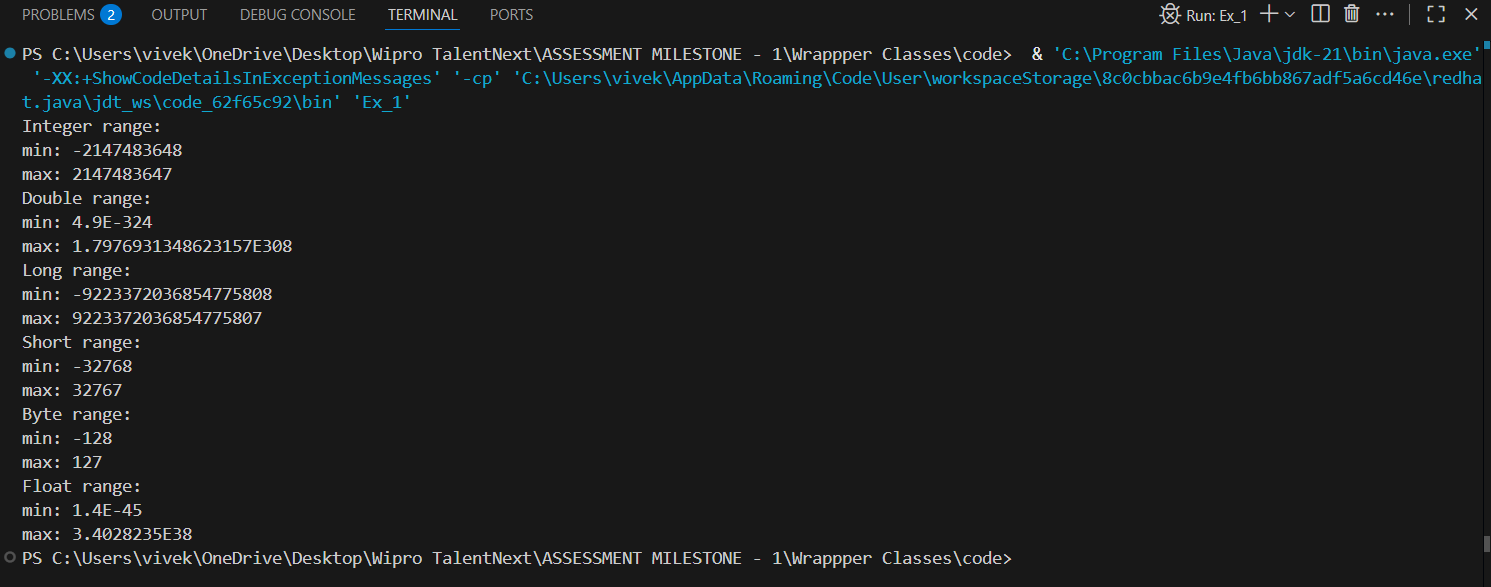 PROBLEMS 2 OUTPUT DEBUG CONSOLE TERMINAL PORTS Run: Ex_1
PS C:\Users\vivek\OneDrive\Desktop\Wipro TalentNext\ASSESSMENT MILESTONE - 1\Wrappper Classes\code>  & 'C:\Program Files\Java\jdk-21\bin\java.exe'
 '-XX:+ShowCodeDetailsInExceptionMessages' '-cp' 'C:\Users\vivek\AppData\Roaming\Code\User\workspaceStorage\8c0cbbac6b9e4fb6bb867adf5a6cd46e\redha
t.java\jdt_ws\code_62f65c92\bin' 'Ex_1'
Integer range:
min: -2147483648
max: 2147483647
Double range:
min: 4.9E-324
max: 1.7976931348623157E308
Long range:
min: -9223372036854775808
max: 9223372036854775807
Short range:
min: -32768
max: 32767
Byte range:
min: -128
max: 127
Float range:
min: 1.4E-45
max: 3.4028235E38
PS C:\Users\vivek\OneDrive\Desktop\Wipro TalentNext\ASSESSMENT MILESTONE - 1\Wrappper Classes\code>